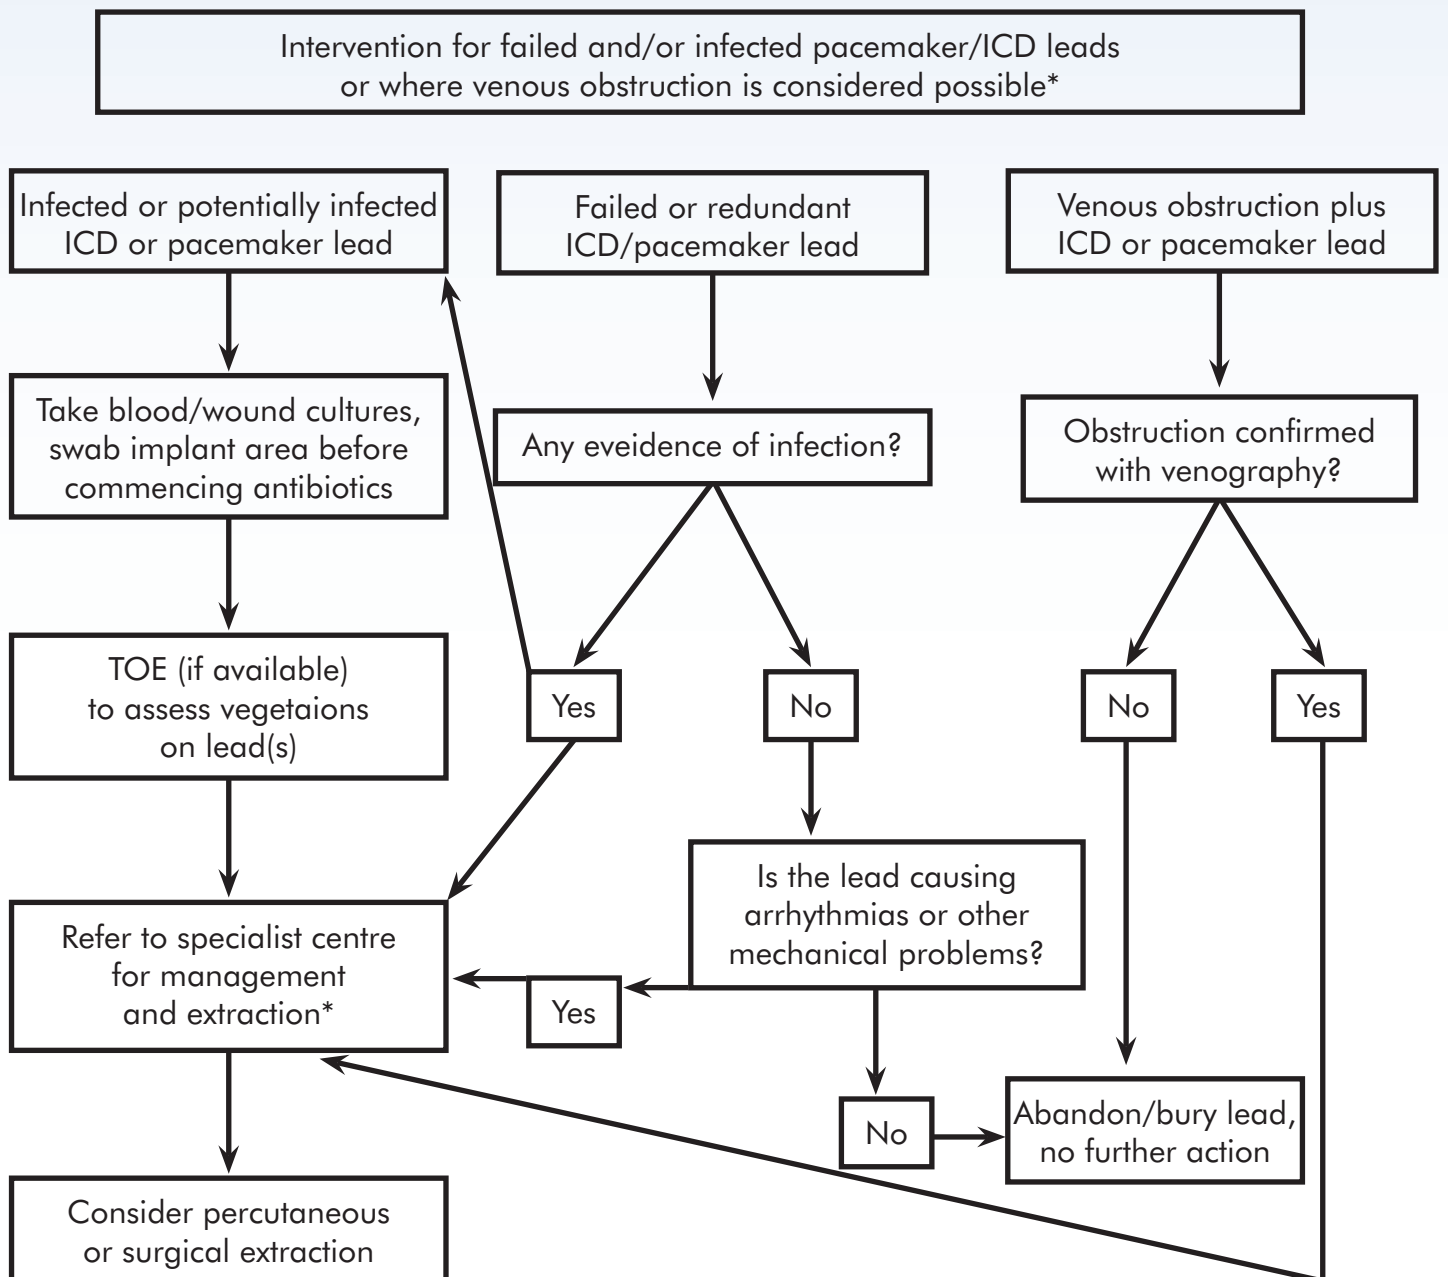 Intervention for failed and/or infected pacemaker/ICD leads
or where venous obstruction is considered possible*
Infected or potentially infected
ICD or pacemaker lead
Failed or redundant
ICD/pacemaker lead
Venous obstruction plus
ICD or pacemaker lead
Take blood/wound cultures,
swab implant area before
commencing antibiotics
Any eveidence of infection?
Obstruction confirmed
with venography?
TOE (if available)
to assess vegetaions
on lead(s)
Yes
No
No
Yes
Is the lead causing
arrhythmias or other
mechanical problems?
Refer to specialist centre
for management
and extraction*
Yes
No
Abandon/bury lead,
no further action
Consider percutaneous
or surgical extraction